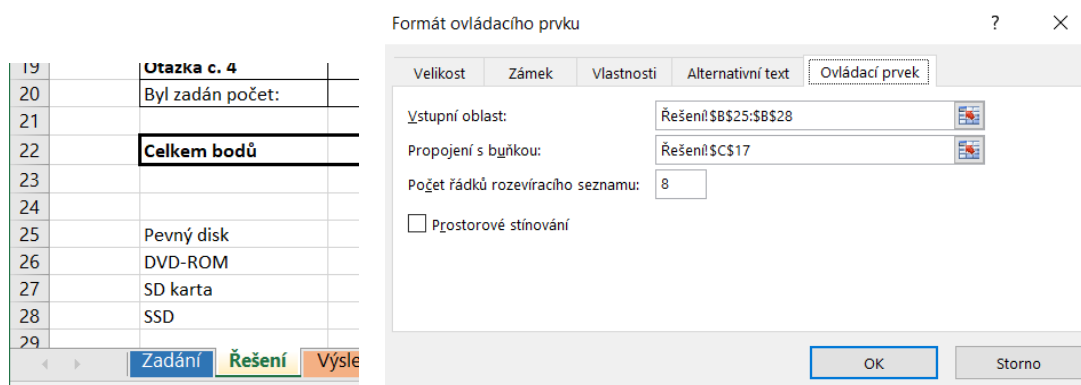 19 Otázka č. 4
20 Byl zadán počet:
21
22 Celkem bodů
23
24
25 Pevný disk
26 DVD-ROM
27 SD karta
28 SSD
29
Zadání Řešení Výsle
Formát ovládacího prvku ? ×
Velikost Zámek Vlastnosti Alternativní text Ovládací prvek
Vstupní oblast: Řešení!$B$25:$B$28
Propojení s buňkou: Řešení!$C$17
Počet řádků rozevíracího seznamu: 8
Prostorové stínování
OK Storno